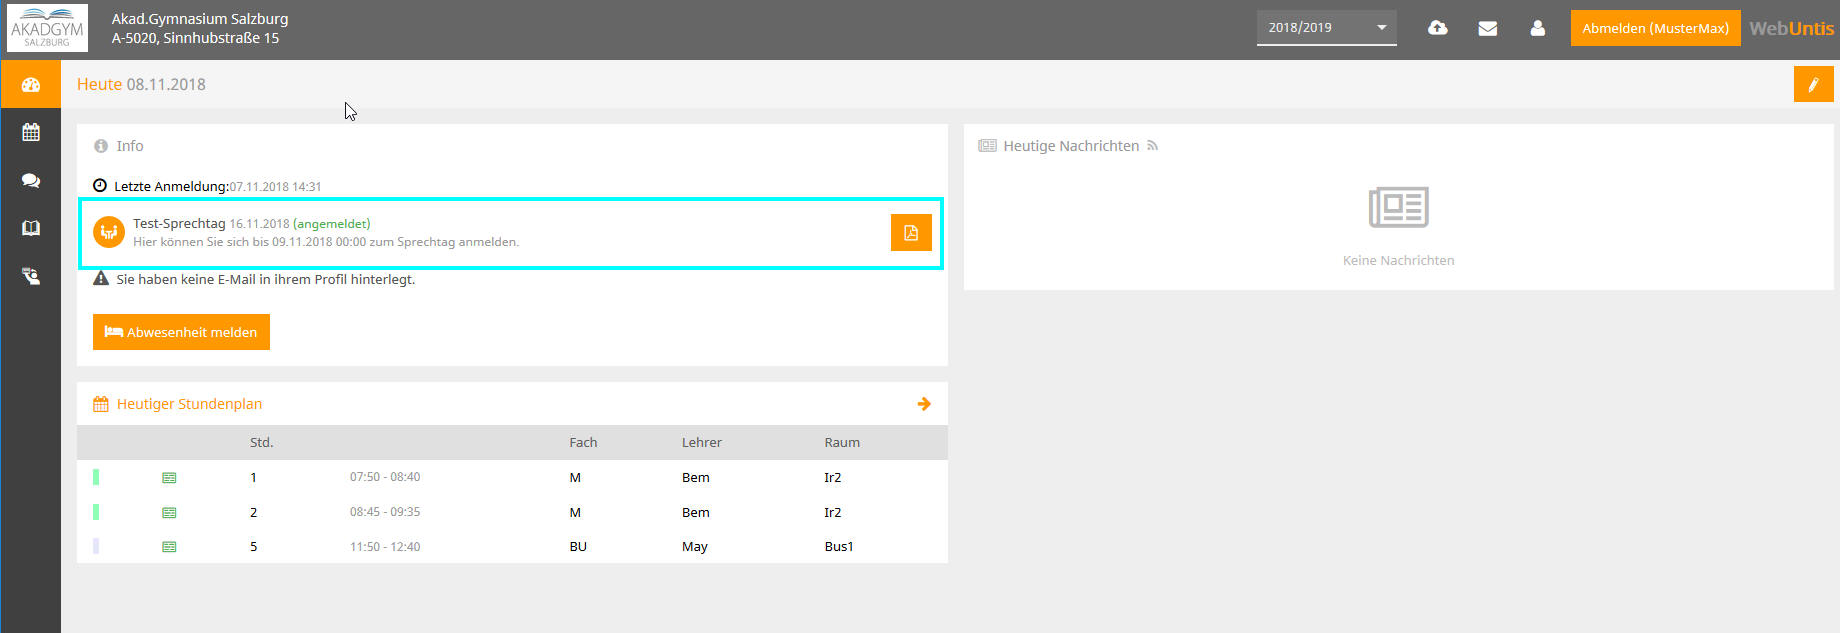 AKADGYM
SALZBURG
Akad.Gymnasium Salzburg
A-5020, Sinnhubstraße 15
2018/2019
Abmelden (MusterMax)
WebUntis
Heute 08.11.2018
Info
Letzte Anmeldung:07.11.2018 14:31
Test-Sprechtag 16.11.2018 (angemeldet)
Hier können Sie sich bis 09.11.2018 00:00 zum Sprechtag anmelden.
Sie haben keine E-Mail in ihrem Profil hinterlegt.
Abwesenheit melden
Heutige Nachrichten
Keine Nachrichten
Heutiger Stundenplan
Std. Fach Lehrer Raum
1 07:50 - 08:40 M Bem Ir2
2 08:45 - 09:35 M Bem Ir2
5 11:50 - 12:40 BU May Bus1